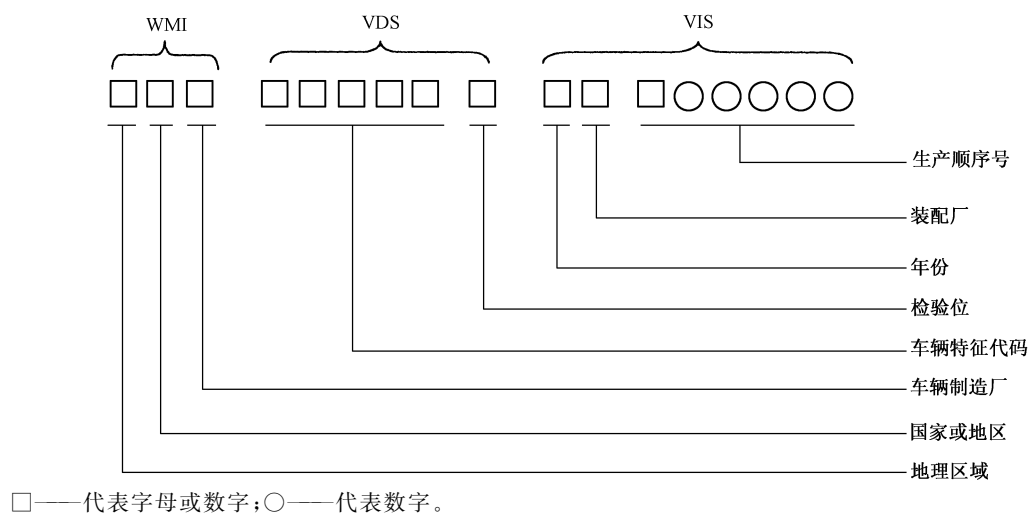 WMI VDS VIS
生产顺序号
装配厂
年份
检验位
车辆特征代码
车辆制造厂
国家或地区
地理区域
□——代表字母或数字;○——代表数字。